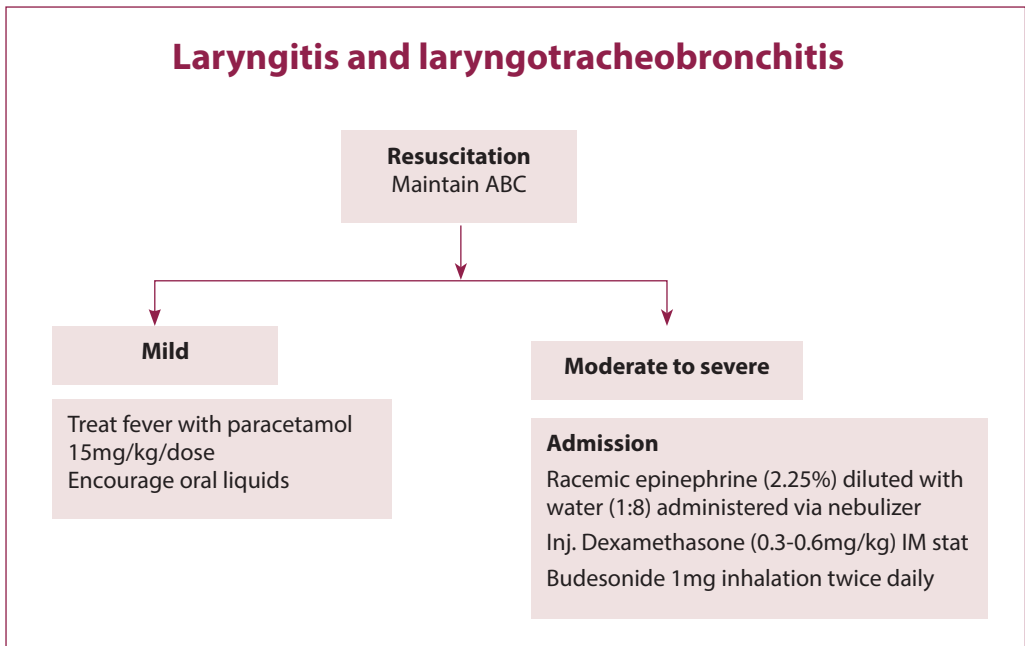 Laryngitis and laryngotracheobronchitis
Resuscitation
Maintain ABC
Mild
Treat fever with paracetamol
15mg/kg/dose
Encourage oral liquids
Moderate to severe
Admission
Racemic epinephrine (2.25%) diluted with
water (1:8) administered via nebulizer
Inj. Dexamethasone (0.3-0.6mg/kg) IM stat
Budesonide 1mg inhalation twice daily